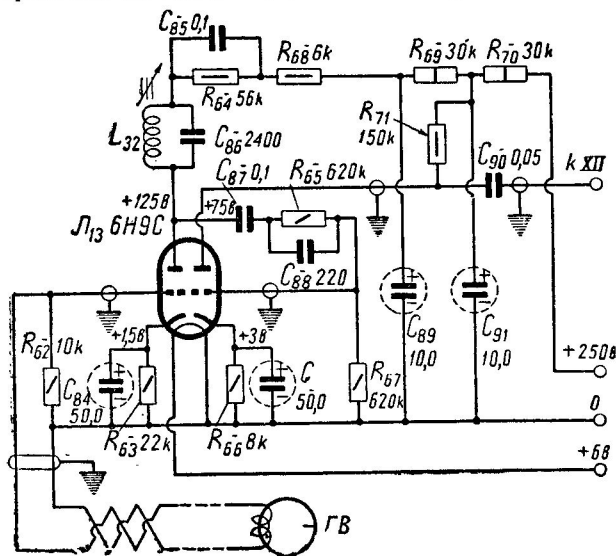 C85-0,1
R68-6k
R69-30k
R70-30k
R64-56k
L32
C86-2400
R71
150k
C90-0,05
k XII
C87-0,1
R65-620k
+125в
+75в
Л13 6Н9С
C88-220
R62-10k
+1,5в
+3в
C84
50,0
C
50,0
R67
620k
C89
10,0
C91
10,0
+250в
0
R63-22k
R66-8k
+6в
ГВ